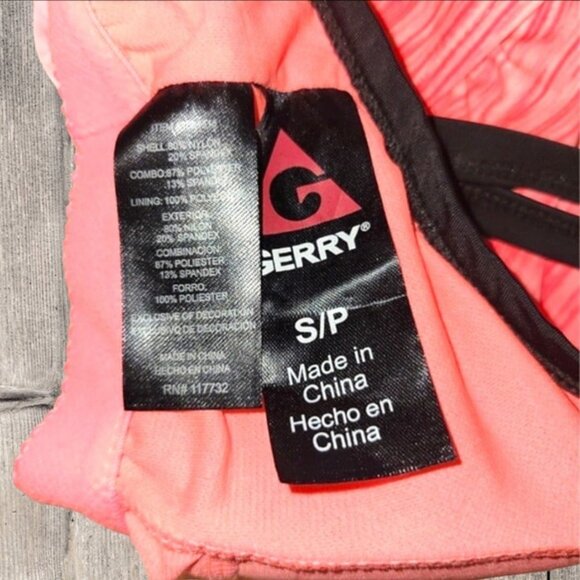 ITEM
SHELL: 80% NYLON
20% SPANDEX
COMBO: 87% POLYESTER
13% SPANDEX
LINING: 100% POLYESTER
EXTERIOR:
80% NILON
20% SPANDEX
COMBINACION:
87% POLIESTER
13% SPANDEX
FORRO:
100% POLIESTER
EXCLUSIVE OF DECORATION
EXCLUSIVO DE DECORACION
MADE IN CHINA
HECHO EN CHINA
RN# 117732
GERRY®
S/P
Made in
China
Hecho en
China